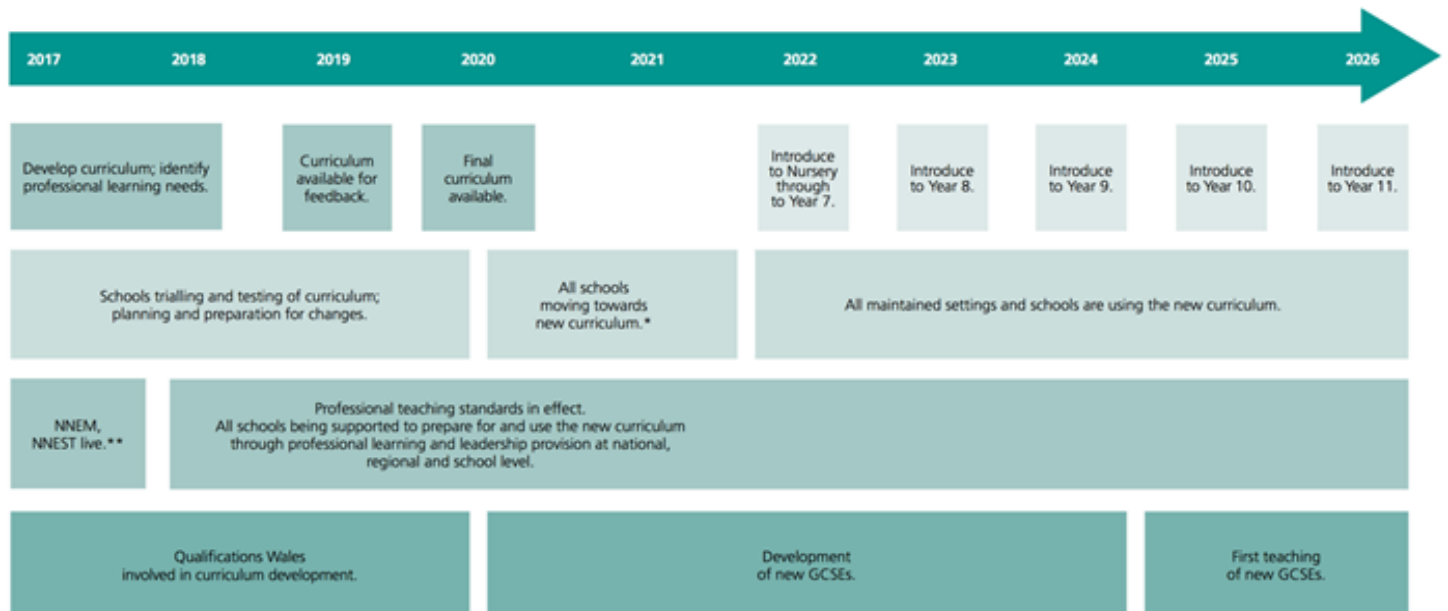 2017 2018 2019 2020 2021 2022 2023 2024 2025 2026
Develop curriculum; identify
professional learning needs.
Curriculum
available for
feedback.
Final
curriculum
available.
Introduce
to Nursery
through
to Year 7.
Introduce
to Year 8.
Introduce
to Year 9.
Introduce
to Year 10.
Introduce
to Year 11.
Schools trialling and testing of curriculum;
planning and preparation for changes.
All schools
moving towards
new curriculum.*
All maintained settings and schools are using the new curriculum.
NNEM,
NNEST live.**
Professional teaching standards in effect.
All schools being supported to prepare for and use the new curriculum
through professional learning and leadership provision at national,
regional and school level.
Qualifications Wales
involved in curriculum development.
Development
of new GCSEs.
First teaching
of new GCSEs.